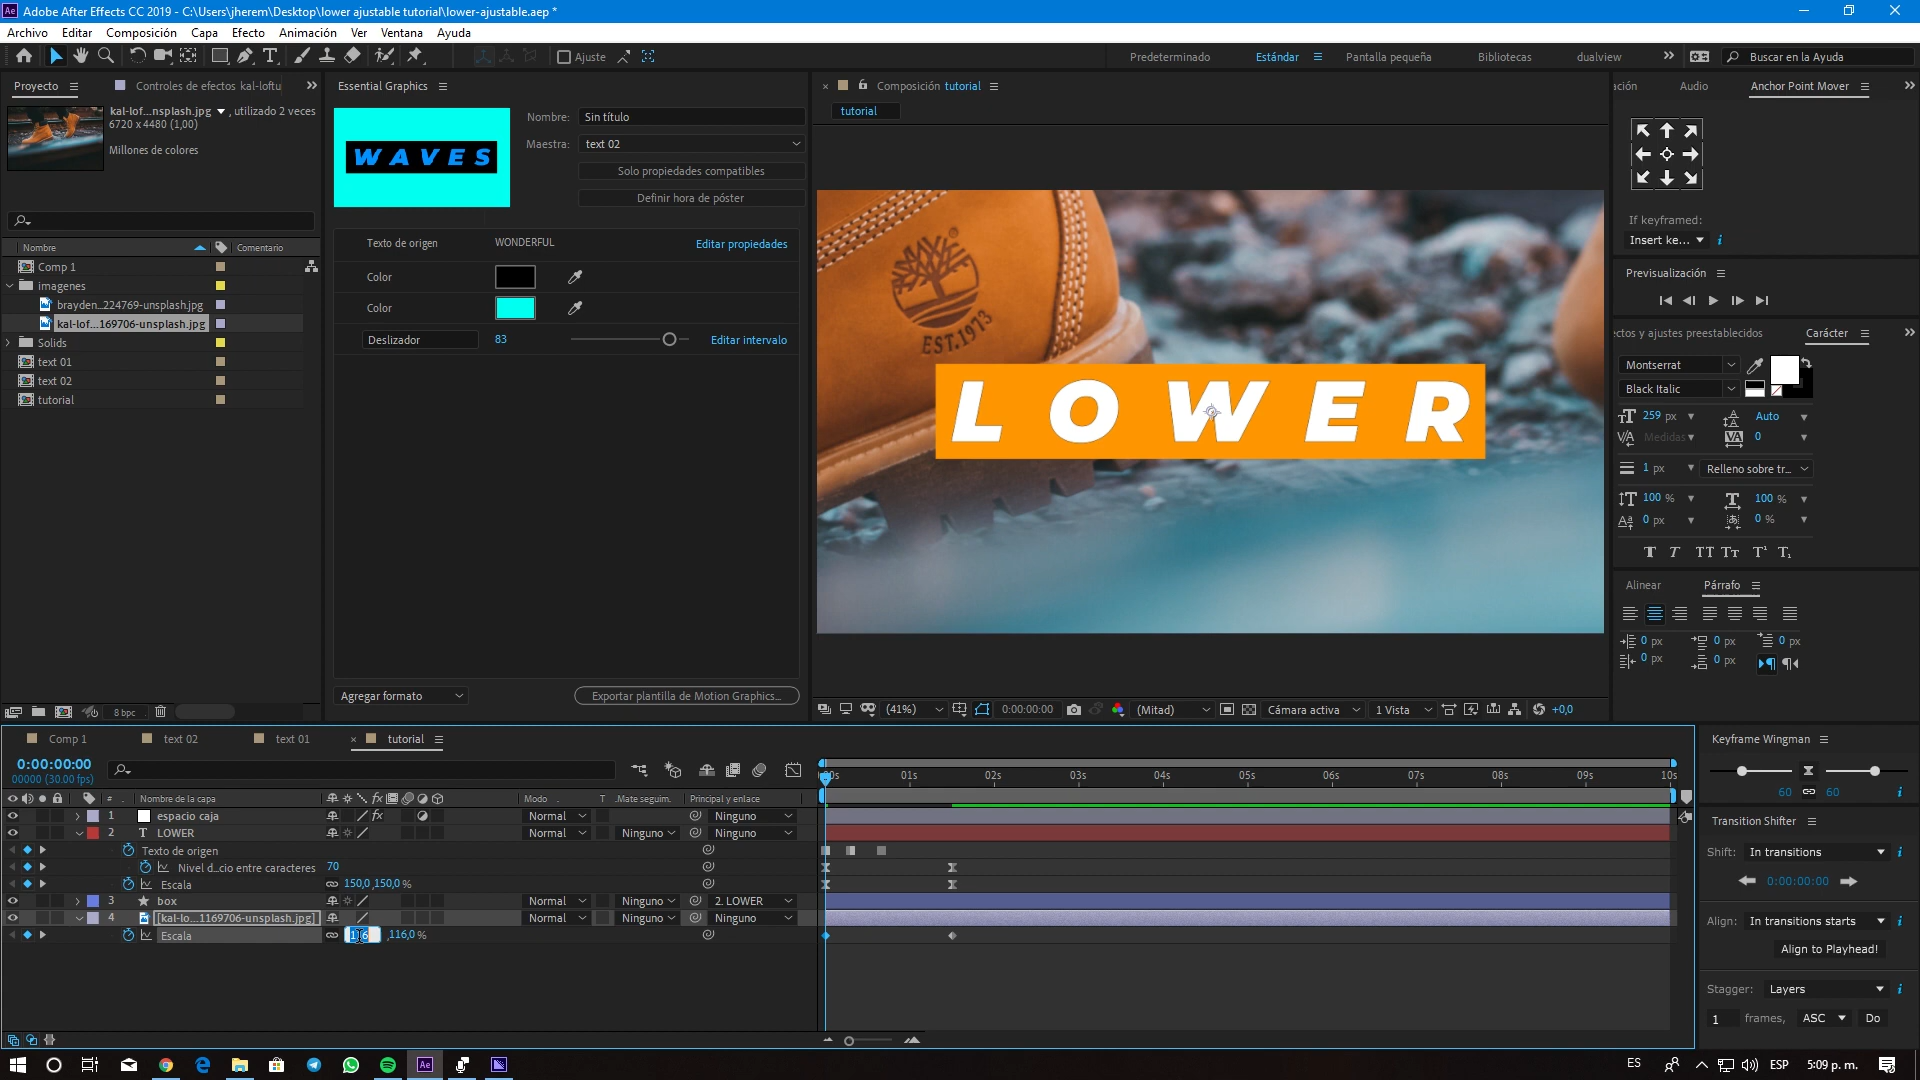 Adobe After Effects CC 2019 - C:\Users\jherem\Desktop\lower ajustable tutorial\lower-ajustable.aep *
Archivo Editar Composición Capa Efecto Animación Ver Ventana Ayuda
Ajuste
Predeterminado Estándar Pantalla pequeña Bibliotecas dualview
Buscar en la Ayuda
Proyecto
Controles de efectos kal-loftu
kal-lof...nsplash.jpg , utilizado 2 veces
6720 x 4480 (1,00)
Millones de colores
Nombre Comentario
Comp 1
imagenes
brayden...224769-unsplash.jpg
kal-lof...169706-unsplash.jpg
Solids
text 01
text 02
tutorial
8 bpc
Essential Graphics
WAVES
Nombre: Sin título
Maestra: text 02
Solo propiedades compatibles
Definir hora de póster
Texto de origen WONDERFUL Editar propiedades
Color
Color
Deslizador 83 Editar intervalo
Agregar formato
Exportar plantilla de Motion Graphics...
Composición tutorial
tutorial
EST.1973
LOWER
(41%) 0:00:00:00 (Mitad) Cámara activa 1 Vista +0,0
ación Audio Anchor Point Mover
If keyframed:
Insert ke...
Previsualización
ectos y ajustes preestablecidos Carácter
Montserrat
Black Italic
259 px Auto
Medidas 0
1 px Relleno sobre tr...
100 % 100 %
0 px 0 %
Alinear Párrafo
0 px 0 px 0 px
0 px 0 px
Comp 1 text 02 text 01 tutorial
0:00:00:00
00000 (30.00 fps)
00s 01s 02s 03s 04s 05s 06s 07s 08s 09s 10s
# Nombre de la capa Modo T .Mate seguim. Principal y enlace
1 espacio caja Normal Ninguno
2 T LOWER Normal Ninguno Ninguno
Texto de origen
Nivel d...cio entre caracteres 70
Escala 150,0,150,0 %
3 box Normal Ninguno 2. LOWER
4 [kal-lo...1169706-unsplash.jpg] Normal Ninguno Ninguno
Escala 116 ,116,0 %
Keyframe Wingman
60 60
Transition Shifter
Shift: In transitions
0:00:00:00
Align: In transitions starts
Align to Playhead!
Stagger: Layers
1 frames, ASC Do
ES ESP 5:09 p. m.